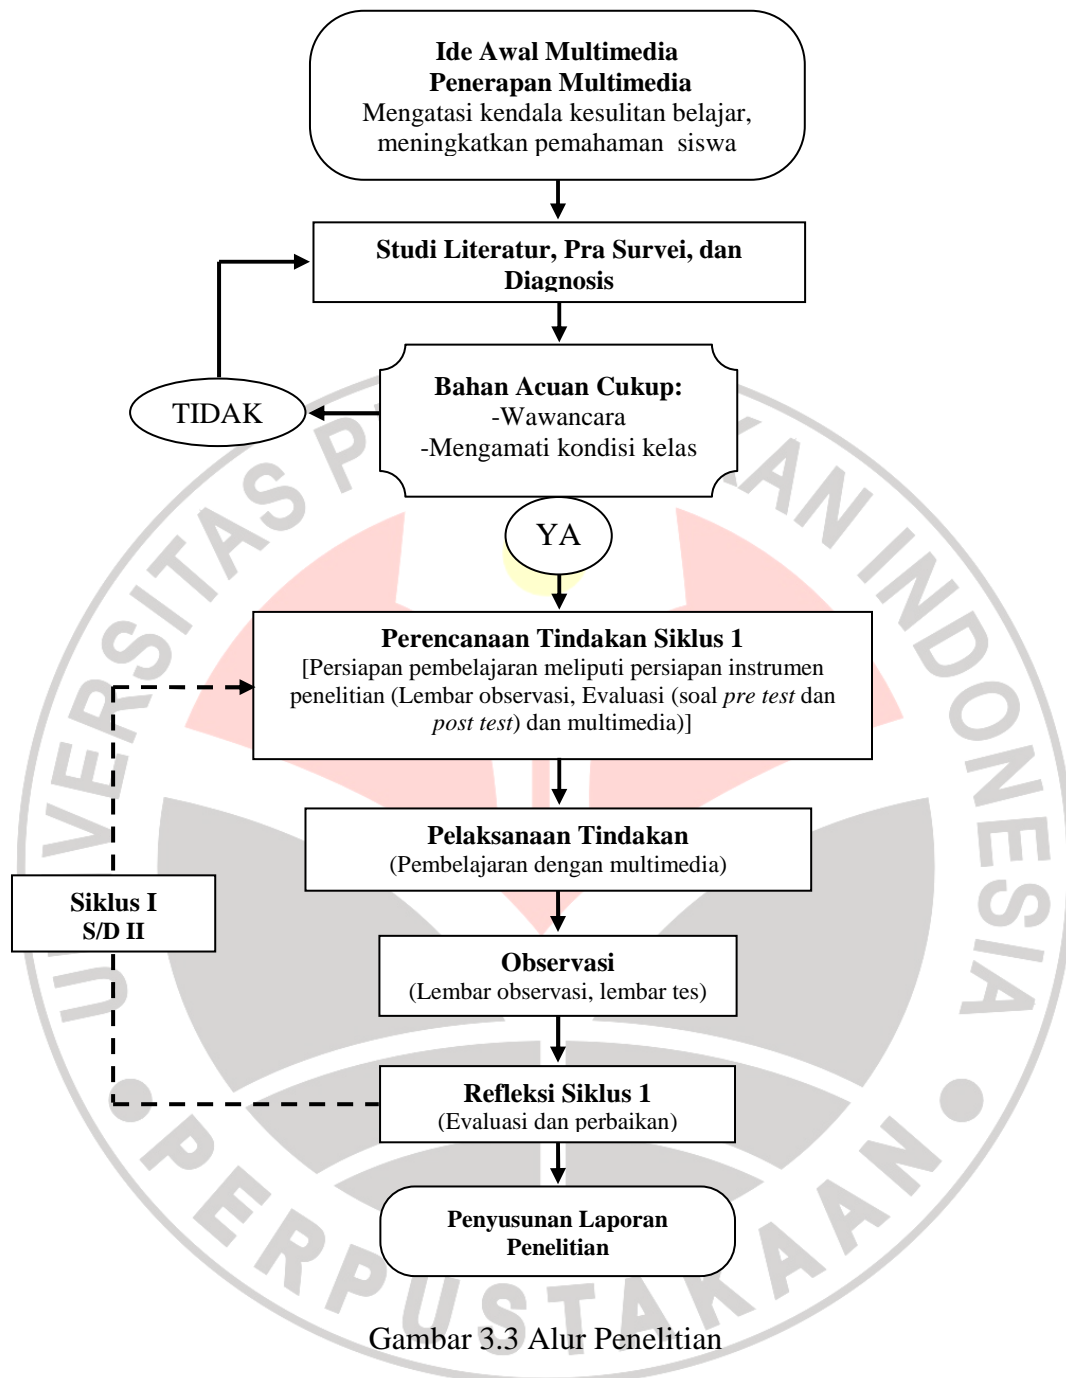 Ide Awal Multimedia
Penerapan Multimedia
Mengatasi kendala kesulitan belajar,
meningkatkan pemahaman siswa
Studi Literatur, Pra Survei, dan
Diagnosis
Bahan Acuan Cukup:
-Wawancara
-Mengamati kondisi kelas
TIDAK
YA
Perencanaan Tindakan Siklus 1
[Persiapan pembelajaran meliputi persiapan instrumen
penelitian (Lembar observasi, Evaluasi (soal pre test dan
post test) dan multimedia)]
Pelaksanaan Tindakan
(Pembelajaran dengan multimedia)
Siklus I
S/D II
Observasi
(Lembar observasi, lembar tes)
Refleksi Siklus 1
(Evaluasi dan perbaikan)
Penyusunan Laporan
Penelitian
Gambar 3.3 Alur Penelitian
INDONESIA
PERPUSTAKAAN